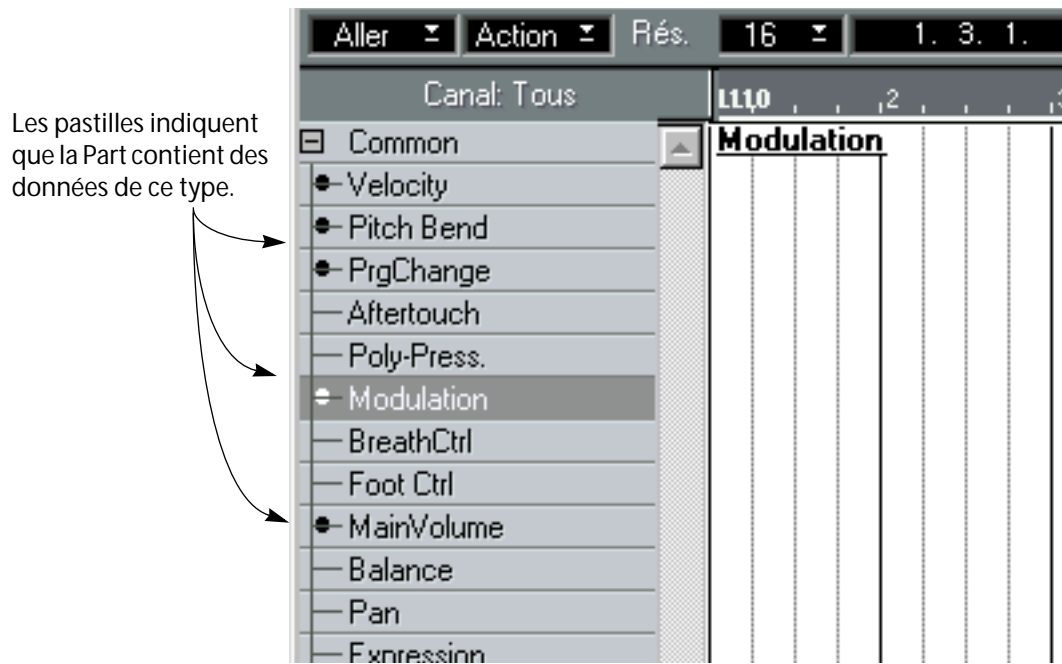 Aller Action Rés. 16 1. 3. 1.
Canal: Tous
2
Les pastilles indiquent
que la Part contient des
données de ce type.
Common
Modulation
Velocity
Pitch Bend
PrgChange
Aftertouch
Poly-Press.
Modulation
BreathCtrl
Foot Ctrl
MainVolume
Balance
Pan
Expression